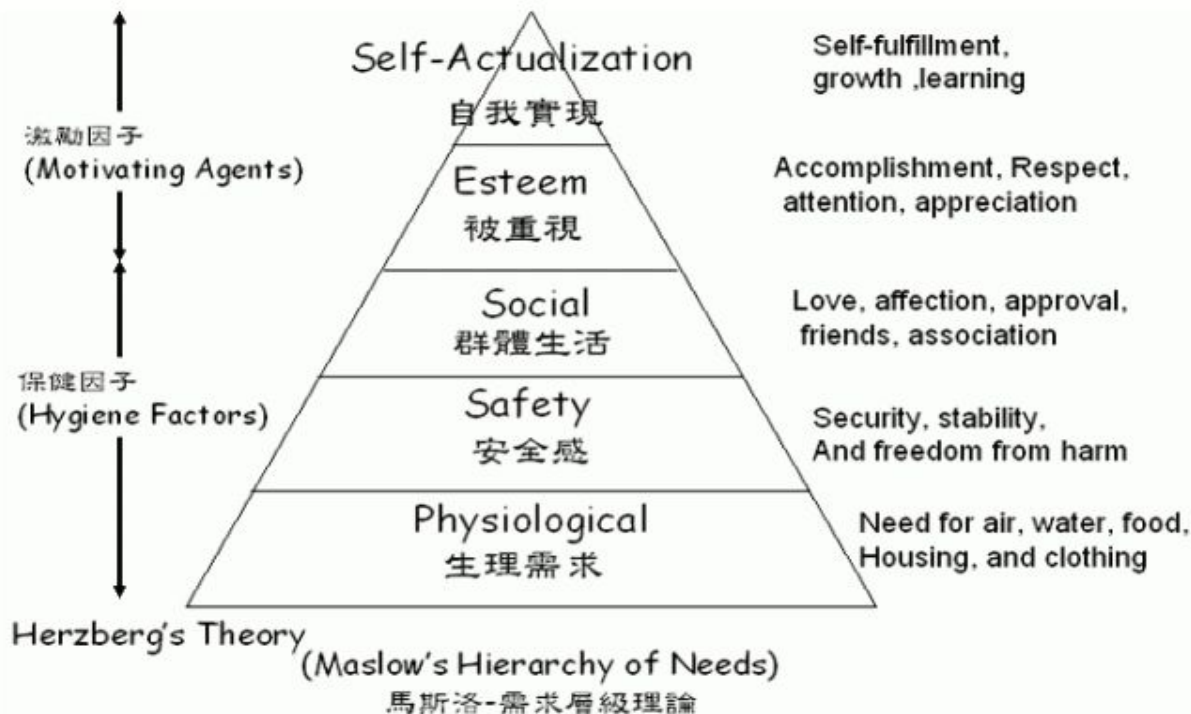 Self-Actualization
自我實現
Self-fulfillment,
growth ,learning
激勵因子
(Motivating Agents)
Esteem
被重視
Accomplishment, Respect,
attention, appreciation
Social
群體生活
Love, affection, approval,
friends, association
保健因子
(Hygiene Factors)
Safety
安全感
Security, stability,
And freedom from harm
Physiological
生理需求
Need for air, water, food,
Housing, and clothing
Herzberg's Theory
(Maslow's Hierarchy of Needs)
馬斯洛-需求層級理論